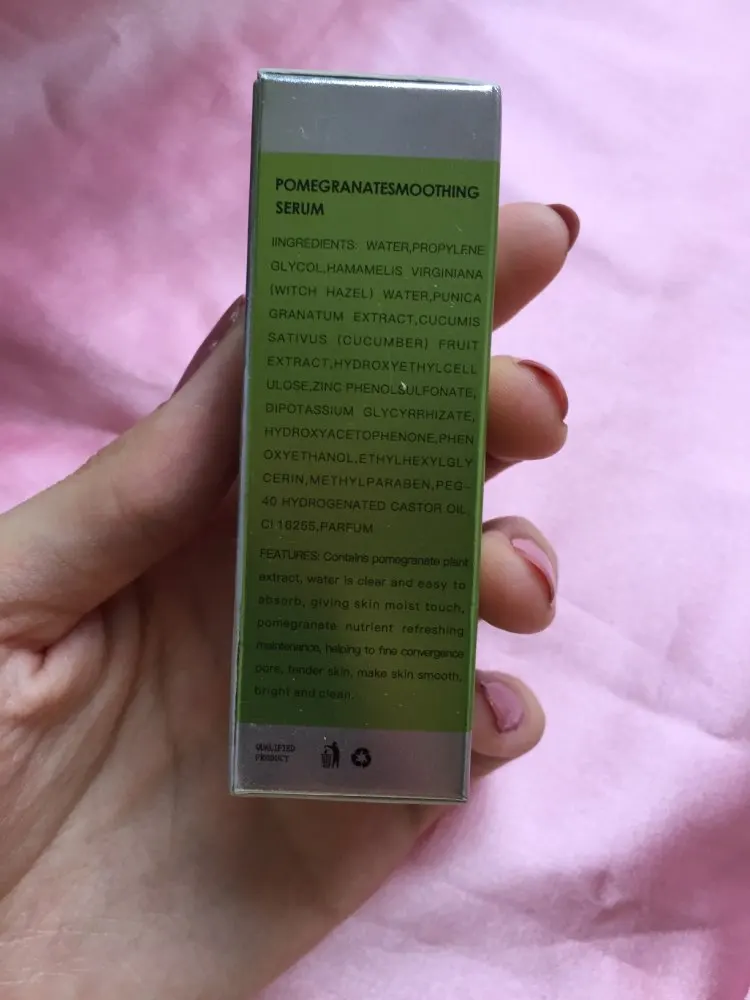 POMEGRANATESMOOTHING
SERUM
IINGREDIENTS: WATER,PROPYLENE
GLYCOL,HAMAMELIS VIRGINIANA
(WITCH HAZEL) WATER,PUNICA
GRANATUM EXTRACT,CUCUMIS
SATIVUS (CUCUMBER) FRUIT
EXTRACT,HYDROXYETHYLCELL
ULOSE,ZINC PHENOLSULFONATE,
DIPOTASSIUM GLYCYRRHIZATE,
HYDROXYACETOPHENONE,PHEN
OXYETHANOL,ETHYLHEXYLGLY
CERIN,METHYLPARABEN,PEG-
40 HYDROGENATED CASTOR OIL,
CI 16255,PARFUM
FEATURES: Contains pomegranate plant
extract, water is clear and easy to
absorb, giving skin moist touch,
pomegranate nutrient refreshing
maintenance, helping to fine convergence
pore, tender skin, make skin smooth,
bright and clean.
QUALIFIED
PRODUCT